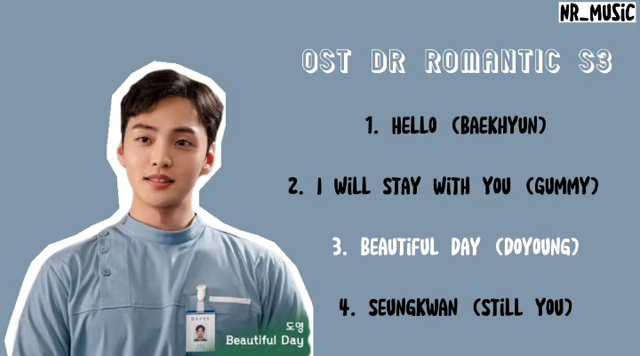 NR_MUSiC
OST DR ROMANTIC S3
1. HELLO (BAEKHYUN)
2. I WiLL STAY WiTH YOU (GUMMY)
3. BEAUTiFUL DAY (DOYOUNG)
4. SEUNGKWAN (STiLL YOU)
도영
Beautiful Day